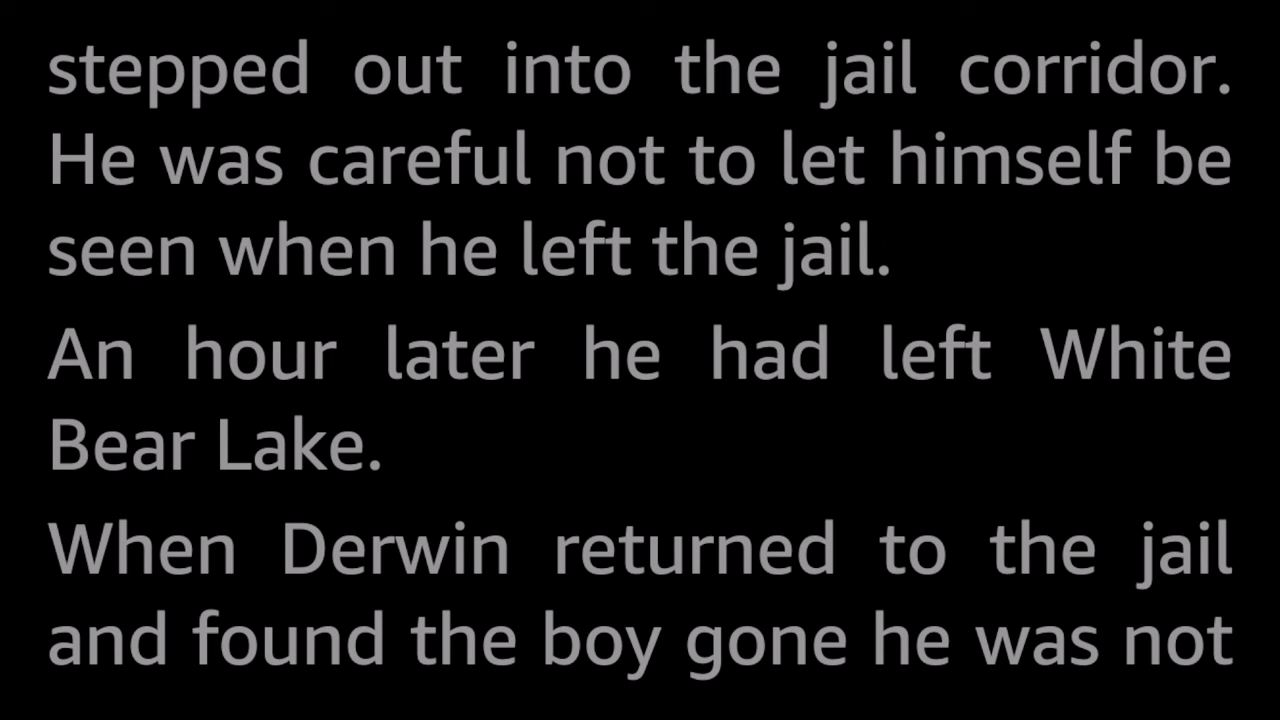 stepped out into the jail corridor.
He was careful not to let himself be
seen when he left the jail.
An hour later he had left White
Bear Lake.
When Derwin returned to the jail
and found the boy gone he was not